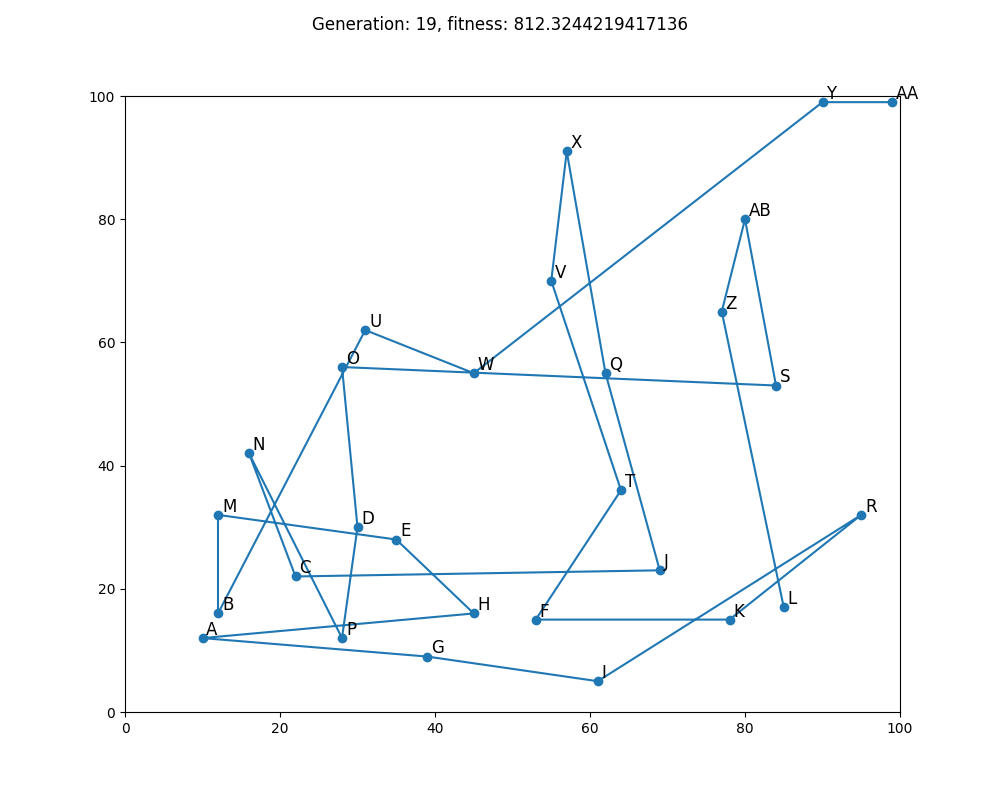 Generation: 19, fitness: 812.3244219417136
100
Y
AA
X
80
AB
V
Z
60
U
O
W
Q
S
40
N
T
M
D
E
R
20
C
J
B
H
F
K
L
A
P
G
I
0
0 20 40 60 80 100